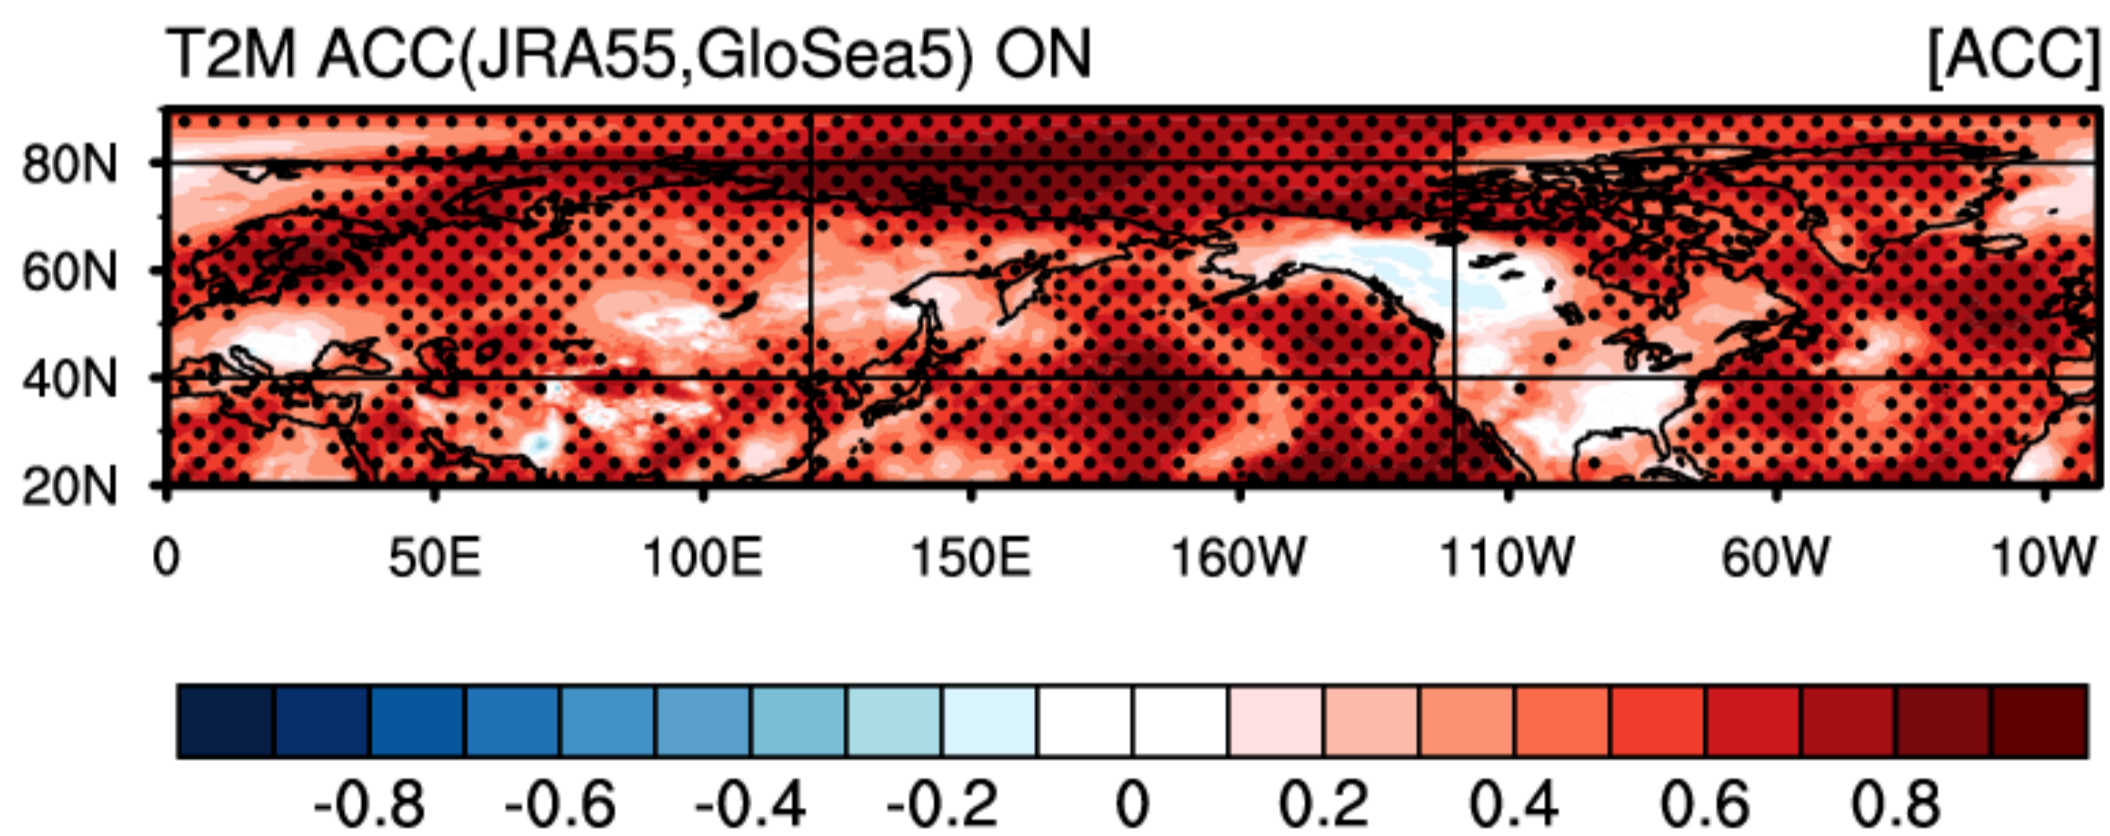 T2M ACC(JRA55,GloSea5) ON [ACC]
80N
60N
40N
20N
0 50E 100E 150E 160W 110W 60W 10W
-0.8 -0.6 -0.4 -0.2 0 0.2 0.4 0.6 0.8